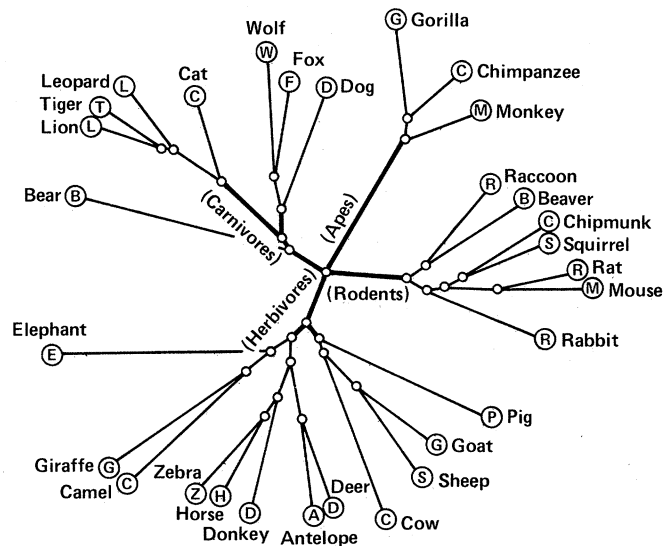 G Gorilla
Wolf
W
Fox
F
D Dog
C Chimpanzee
Cat
C
Leopard L
Tiger T
Lion L
M Monkey
Raccoon
R
B Beaver
Bear B
C Chipmunk
S Squirrel
R Rat
M Mouse
R Rabbit
(Carnivores)
(Apes)
(Rodents)
(Herbivores)
Elephant
E
P Pig
G Goat
S Sheep
Giraffe G
Camel C
Zebra
Z
H
Horse
D
Donkey
Deer
A D
Antelope
C Cow